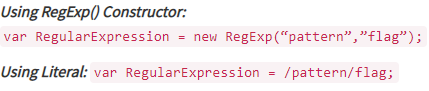 Using RegExp() Constructor:
var RegularExpression = new RegExp(“pattern”,”flag”);
Using Literal: var RegularExpression = /pattern/flag;